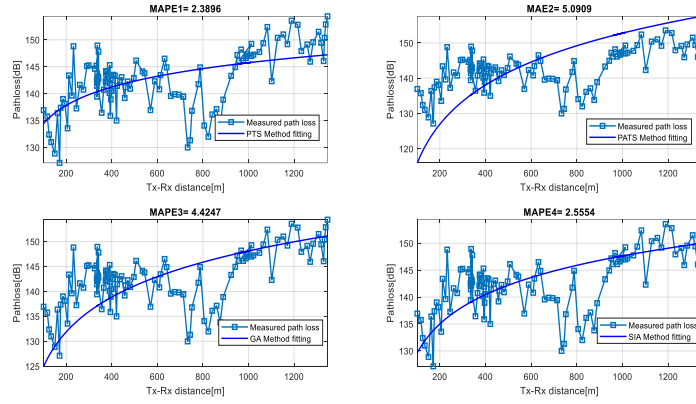 MAPE1= 2.3896
145
140
135
130
Pathloss[dB]
Measured path loss
PTS Method fitting
200 400 600 800 1000 1200
Tx-Rx distance[m]
MAE2= 5.0909
150
140
130
120
Pathloss[dB]
Measured path loss
PATS Method fitting
200 400 600 800 1000 1200
Tx-Rx distance[m]
MAPE3= 4.4247
150
145
140
135
130
125
Pathloss[dB]
Measured path loss
GA Method fitting
200 400 600 800 1000 1200
Tx-Rx distance[m]
MAPE4= 2.5554
150
145
140
135
130
Pathloss[dB]
Measured path loss
SIA Method fitting
200 400 600 800 1000 1200
Tx-Rx distance[m]